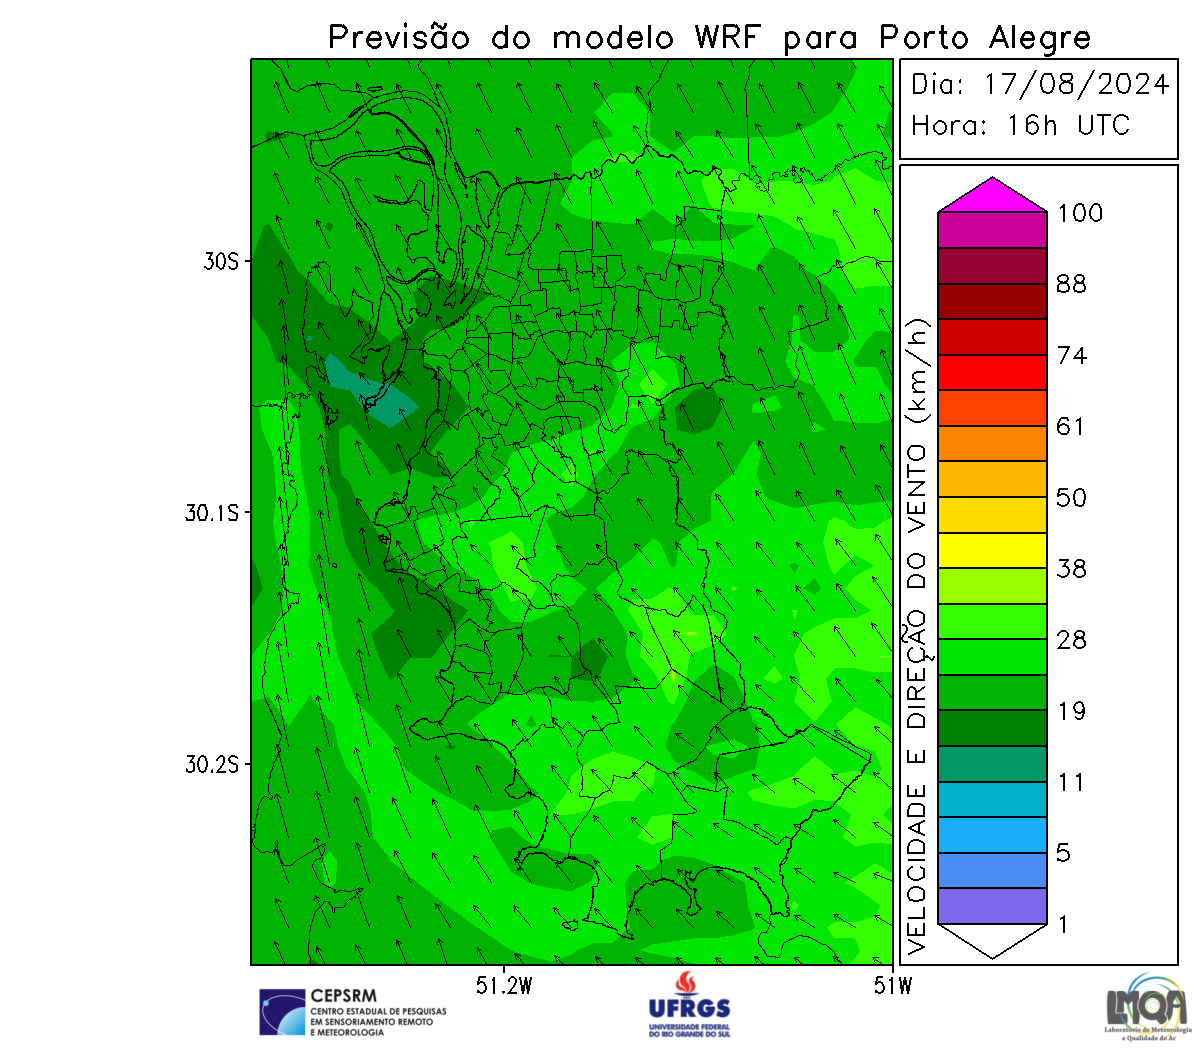 Previsão do modelo WRF para Porto Alegre
Dia: 17/08/2024
Hora: 16h UTC
30S
30.1S
30.2S
51.2W
51W
VELOCIDADE E DIREÇÃO DO VENTO (km/h)
100
88
74
61
50
38
28
19
11
5
1
CEPSRM
CENTRO ESTADUAL DE PESQUISAS
EM SENSORIAMENTO REMOTO
E METEOROLOGIA
UFRGS
UNIVERSIDADE FEDERAL
DO RIO GRANDE DO SUL
LMQA
Laboratório de Meteorologia
e Qualidade do Ar